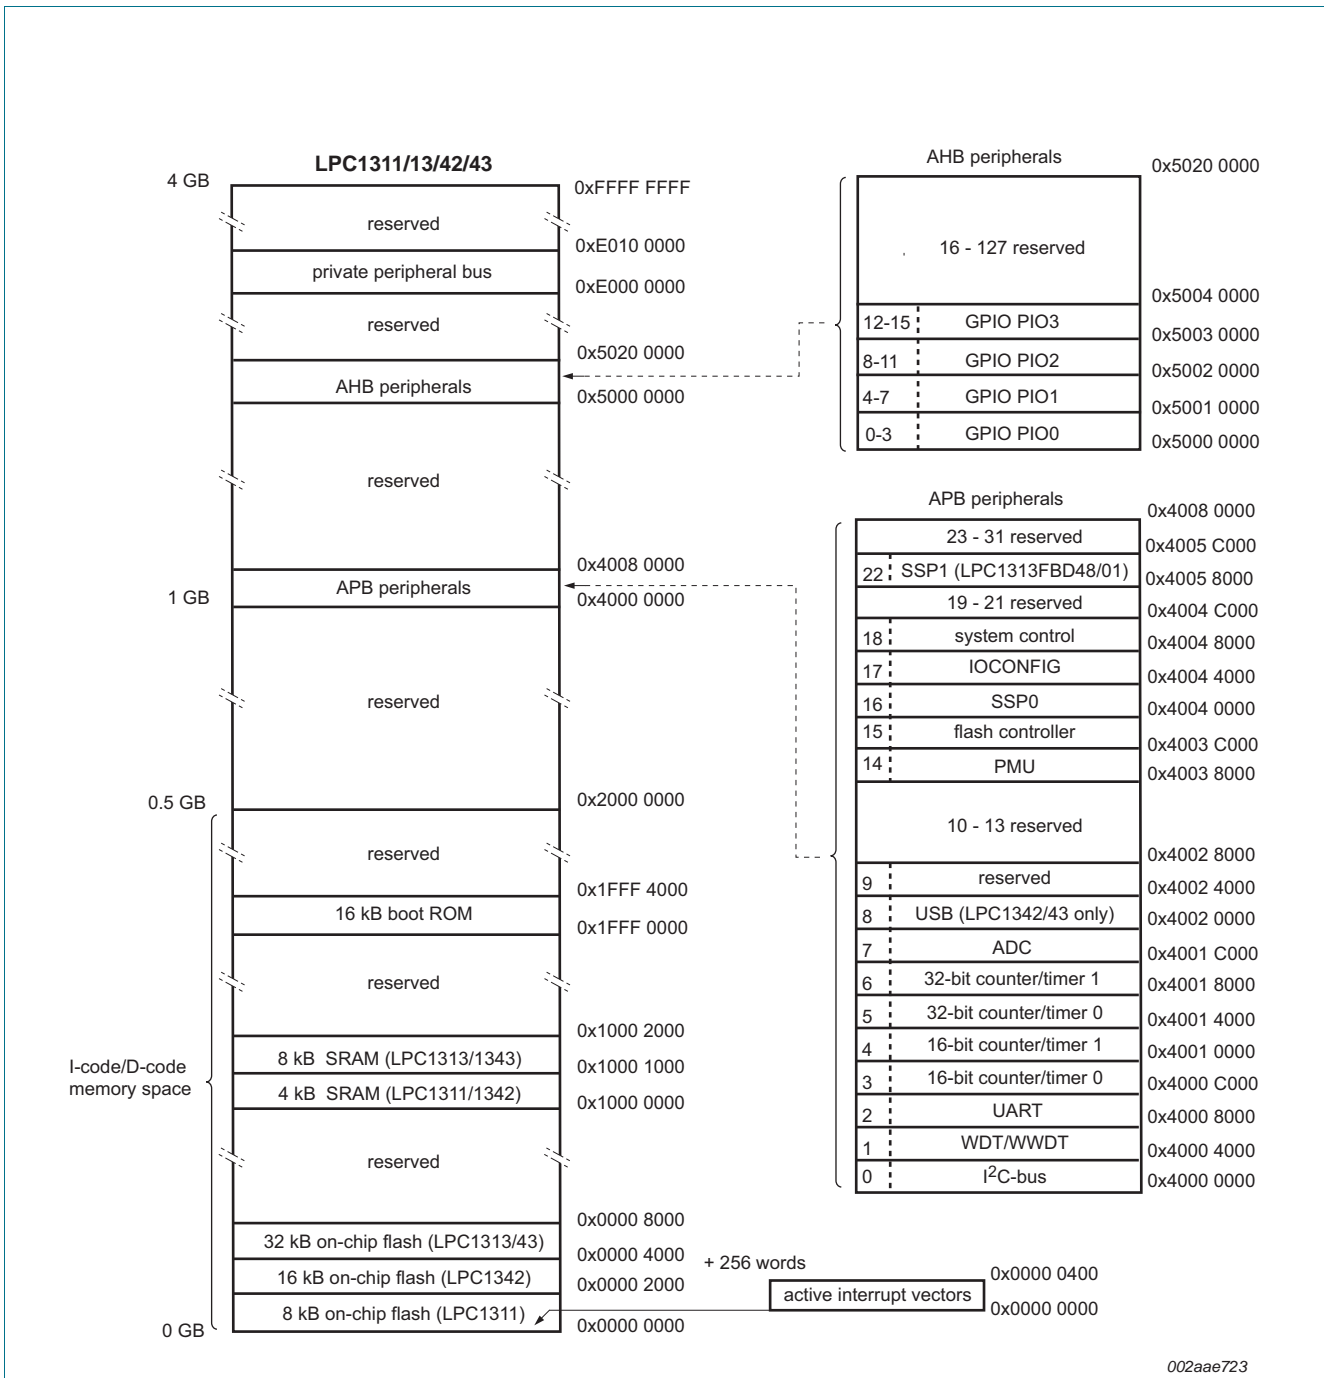 LPC1311/13/42/43
4 GB
0xFFFF FFFF
reserved
0xE010 0000
private peripheral bus
0xE000 0000
reserved
0x5020 0000
AHB peripherals
0x5000 0000
reserved
0x4008 0000
APB peripherals
1 GB
0x4000 0000
reserved
0.5 GB
0x2000 0000
reserved
0x1FFF 4000
16 kB boot ROM
0x1FFF 0000
reserved
0x1000 2000
8 kB SRAM (LPC1313/1343)
0x1000 1000
I-code/D-code
memory space
4 kB SRAM (LPC1311/1342)
0x1000 0000
reserved
0x0000 8000
32 kB on-chip flash (LPC1313/43)
0x0000 4000
16 kB on-chip flash (LPC1342)
0x0000 2000
8 kB on-chip flash (LPC1311)
0 GB
0x0000 0000
+ 256 words
0x0000 0400
active interrupt vectors
0x0000 0000
AHB peripherals
0x5020 0000
16 - 127 reserved
0x5004 0000
12-15 GPIO PIO3
0x5003 0000
8-11 GPIO PIO2
0x5002 0000
4-7 GPIO PIO1
0x5001 0000
0-3 GPIO PIO0
0x5000 0000
APB peripherals
0x4008 0000
23 - 31 reserved
0x4005 C000
22 SSP1 (LPC1313FBD48/01)
0x4005 8000
19 - 21 reserved
0x4004 C000
18 system control
0x4004 8000
17 IOCONFIG
0x4004 4000
16 SSP0
0x4004 0000
15 flash controller
0x4003 C000
14 PMU
0x4003 8000
10 - 13 reserved
0x4002 8000
9 reserved
0x4002 4000
8 USB (LPC1342/43 only)
0x4002 0000
7 ADC
0x4001 C000
6 32-bit counter/timer 1
0x4001 8000
5 32-bit counter/timer 0
0x4001 4000
4 16-bit counter/timer 1
0x4001 0000
3 16-bit counter/timer 0
0x4000 C000
2 UART
0x4000 8000
1 WDT/WWDT
0x4000 4000
0 I2C-bus
0x4000 0000
002aae723